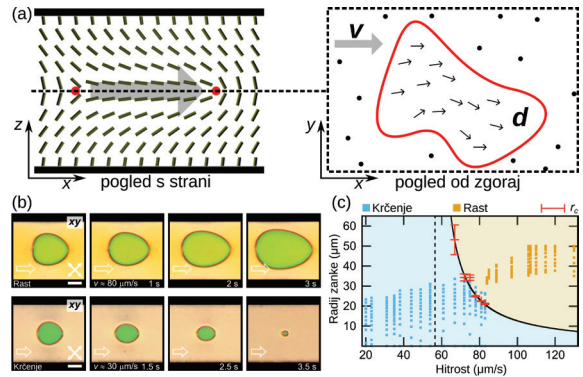 (a)
z
x
pogled s strani
v
d
y
x
pogled od zgoraj
(b)
xy
Rast
v ≈ 80 μm/s 1 s
2 s
3 s
xy
Krčenje
v ≈ 30 μm/s 1.5 s
2.5 s
3.5 s
(c)
Krčenje
Rast
r_c
Radij zanke (μm)
60
50
40
30
20
10
20
40
60
80
100
120
Hitrost (μm/s)